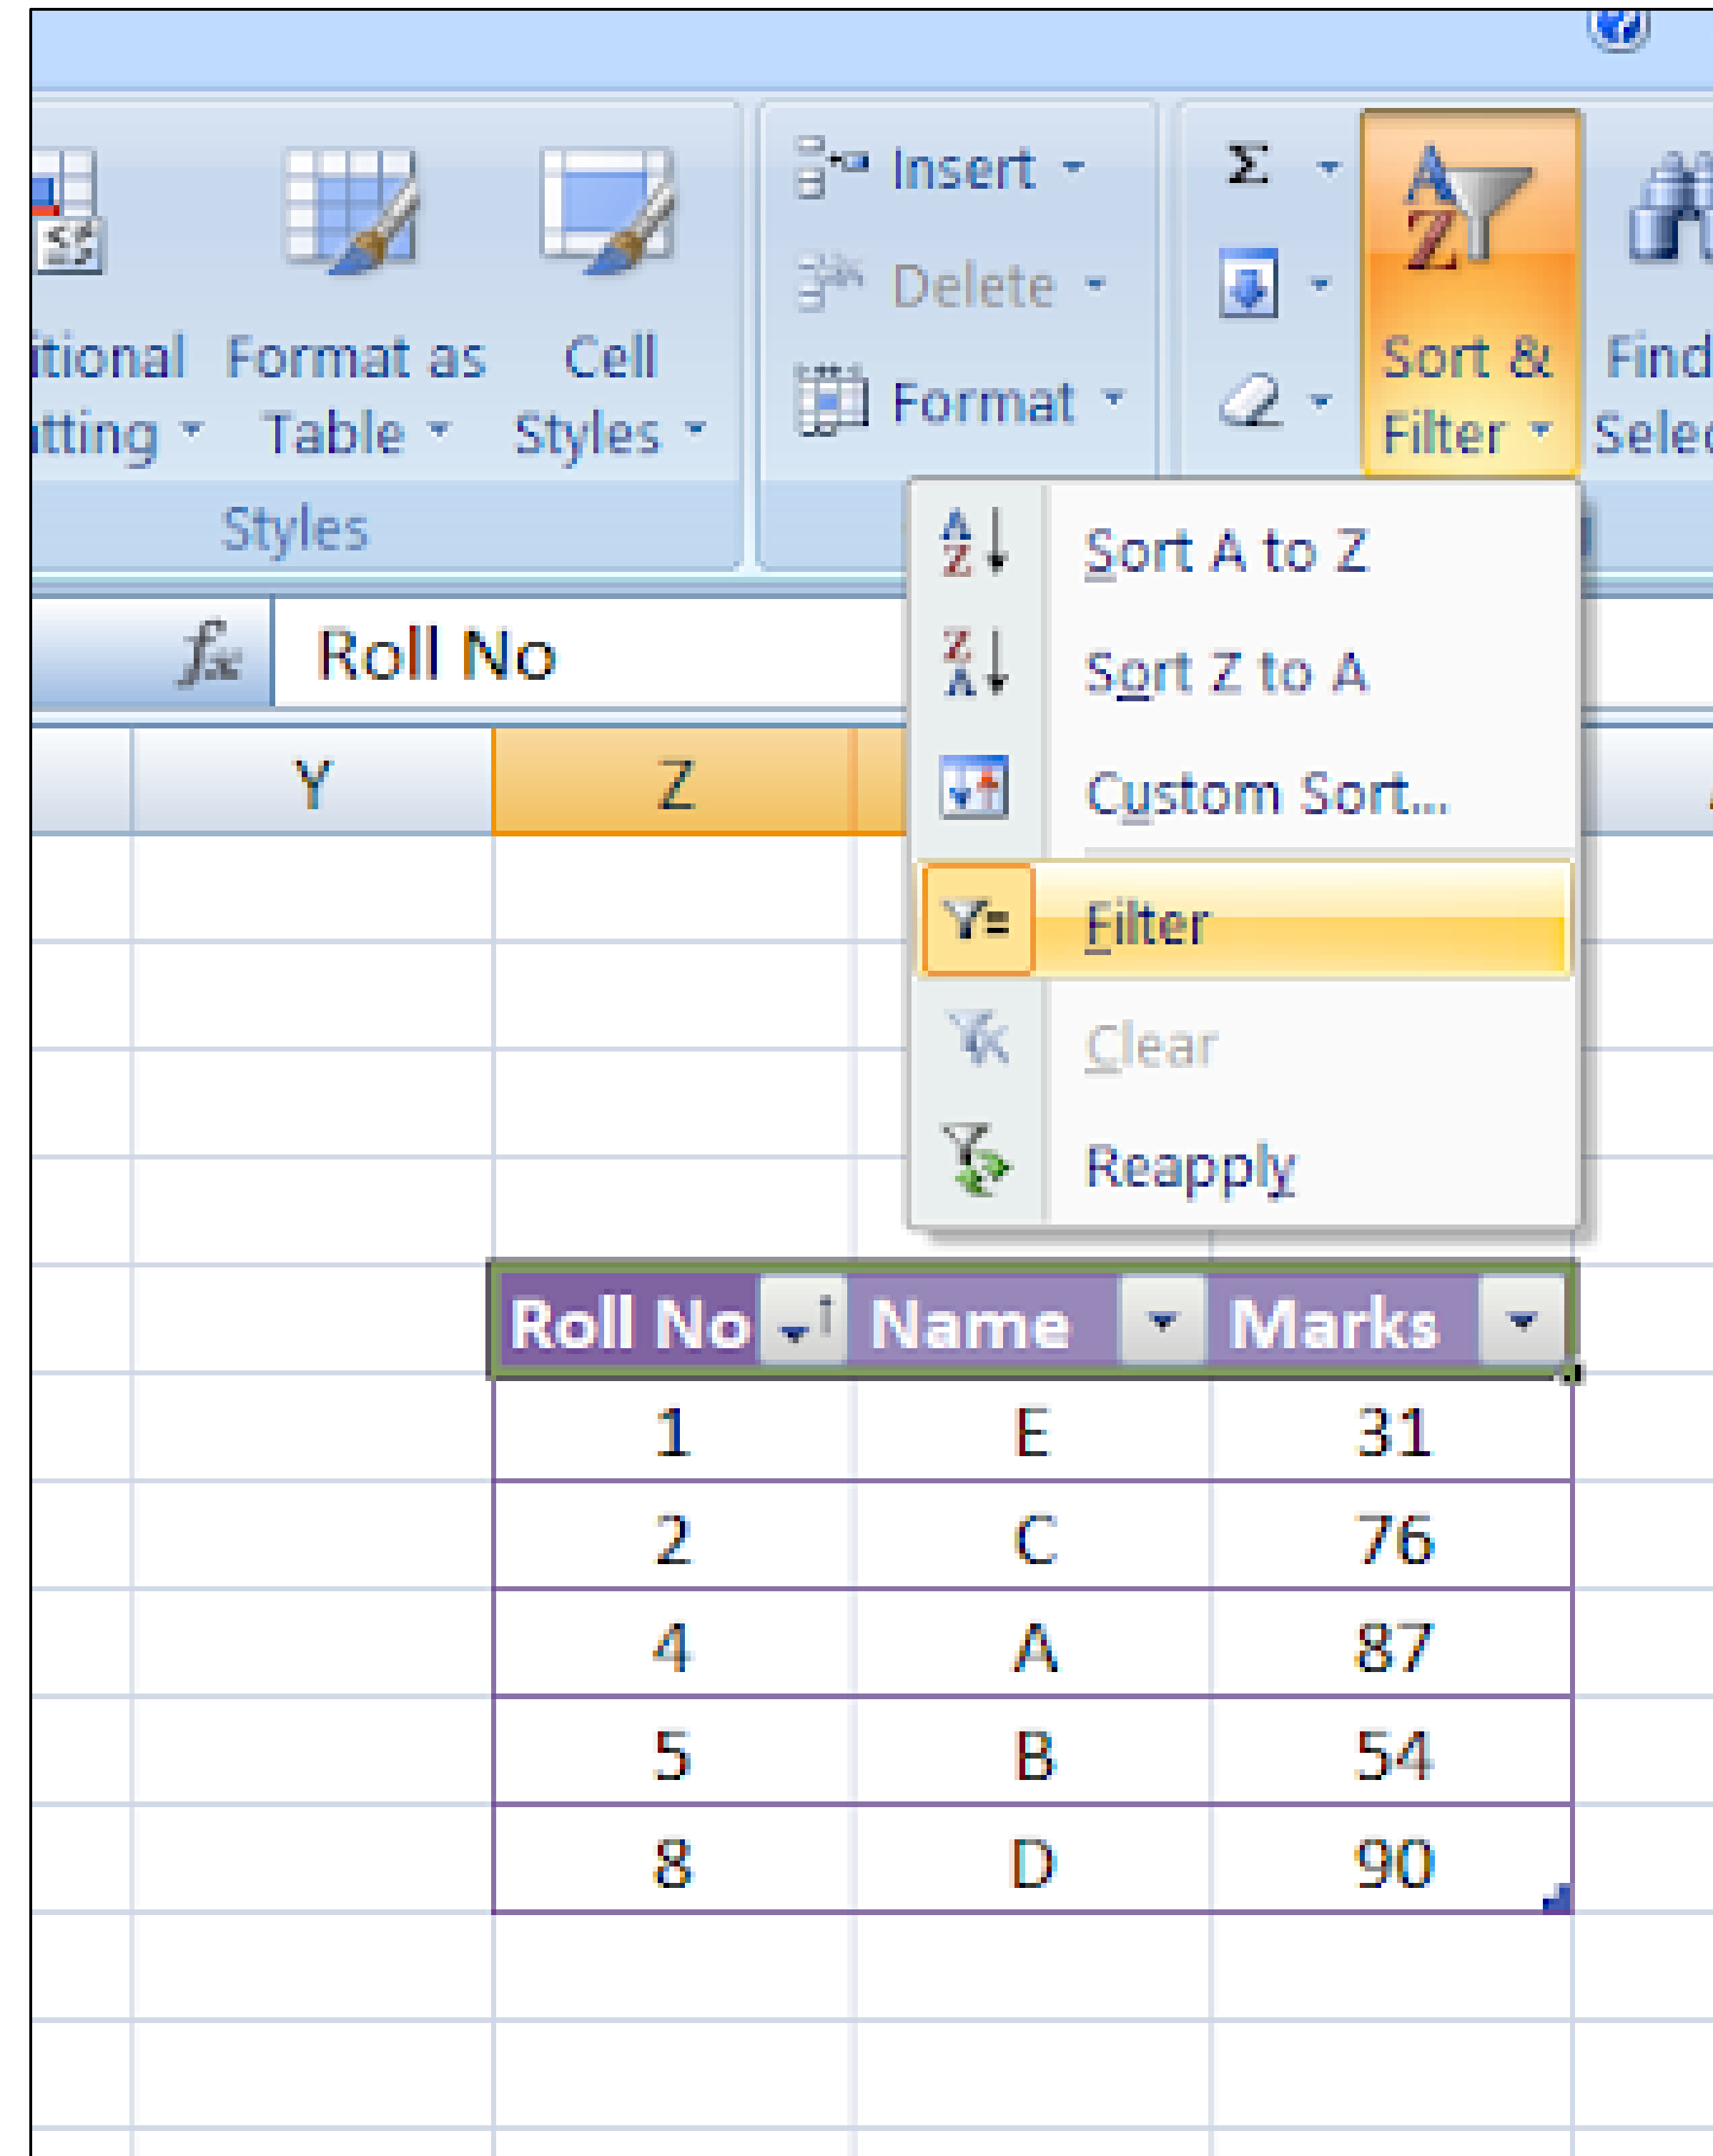 itional Format as Cell
tting Table Styles
Styles
Insert
Delete
Format
Σ
Sort & Find
Filter Selec
Sort A to Z
Sort Z to A
Custom Sort...
Filter
Clear
Reapply
fx Roll No
Y Z
Roll No Name Marks
1 E 31
2 C 76
4 A 87
5 B 54
8 D 90